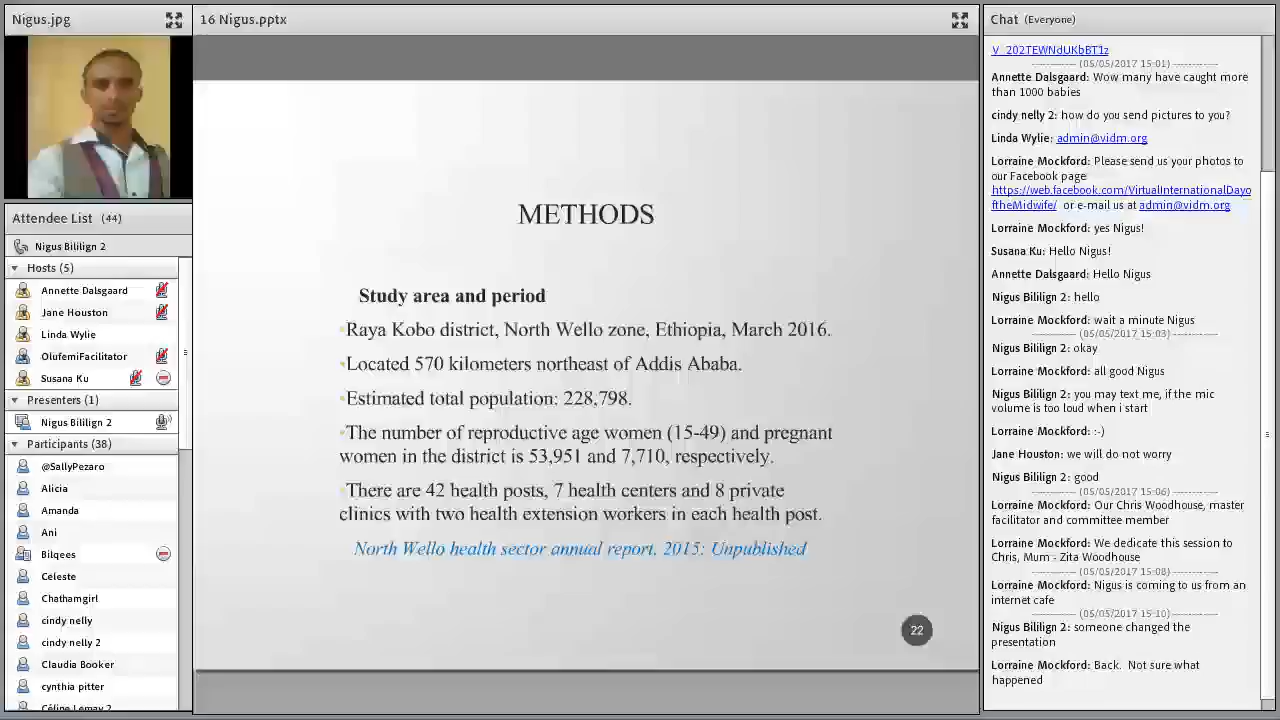 Nigus.jpg
Attendee List (44)
Nigus Bililign 2
Hosts (5)
Annette Dalsgaard
Jane Houston
Linda Wylie
OlufemiFacilitator
Susana Ku
Presenters (1)
Nigus Bililign 2
Participants (38)
@SallyPezaro
Alicia
Amanda
Ani
Bilqees
Celeste
Chathamgirl
cindy nelly
cindy nelly 2
Claudia Booker
cynthia pitter
Céline Lemay 2
16 Nigus.pptx
METHODS
Study area and period
Raya Kobo district, North Wello zone, Ethiopia, March 2016.
Located 570 kilometers northeast of Addis Ababa.
Estimated total population: 228,798.
The number of reproductive age women (15-49) and pregnant
women in the district is 53,951 and 7,710, respectively.
There are 42 health posts, 7 health centers and 8 private
clinics with two health extension workers in each health post.
North Wello health sector annual report, 2015: Unpublished
22
Chat (Everyone)
V_202TEWNdUKbBT1z
(05/05/2017 15:01)
Annette Dalsgaard: Wow many have caught more
than 1000 babies
cindy nelly 2: how do you send pictures to you?
Linda Wylie: admin@vidm.org
Lorraine Mockford: Please send us your photos to
our Facebook page
https://web.facebook.com/VirtualInternationalDayo
ftheMidwife/ or e-mail us at admin@vidm.org
Lorraine Mockford: yes Nigus!
Susana Ku: Hello Nigus!
Annette Dalsgaard: Hello Nigus
Nigus Bililign 2: hello
Lorraine Mockford: wait a minute Nigus
(05/05/2017 15:03)
Nigus Bililign 2: okay
Lorraine Mockford: all good Nigus
Nigus Bililign 2: you may text me, if the mic
volume is too loud when i start
Lorraine Mockford: :-)
Jane Houston: we will do not worry
Nigus Bililign 2: good
(05/05/2017 15:06)
Lorraine Mockford: Our Chris Woodhouse, master
facilitator and committee member
Lorraine Mockford: We dedicate this session to
Chris, Mum - Zita Woodhouse
(05/05/2017 15:08)
Lorraine Mockford: Nigus is coming to us from an
internet cafe
(05/05/2017 15:10)
Nigus Bililign 2: someone changed the
presentation
Lorraine Mockford: Back. Not sure what
happened